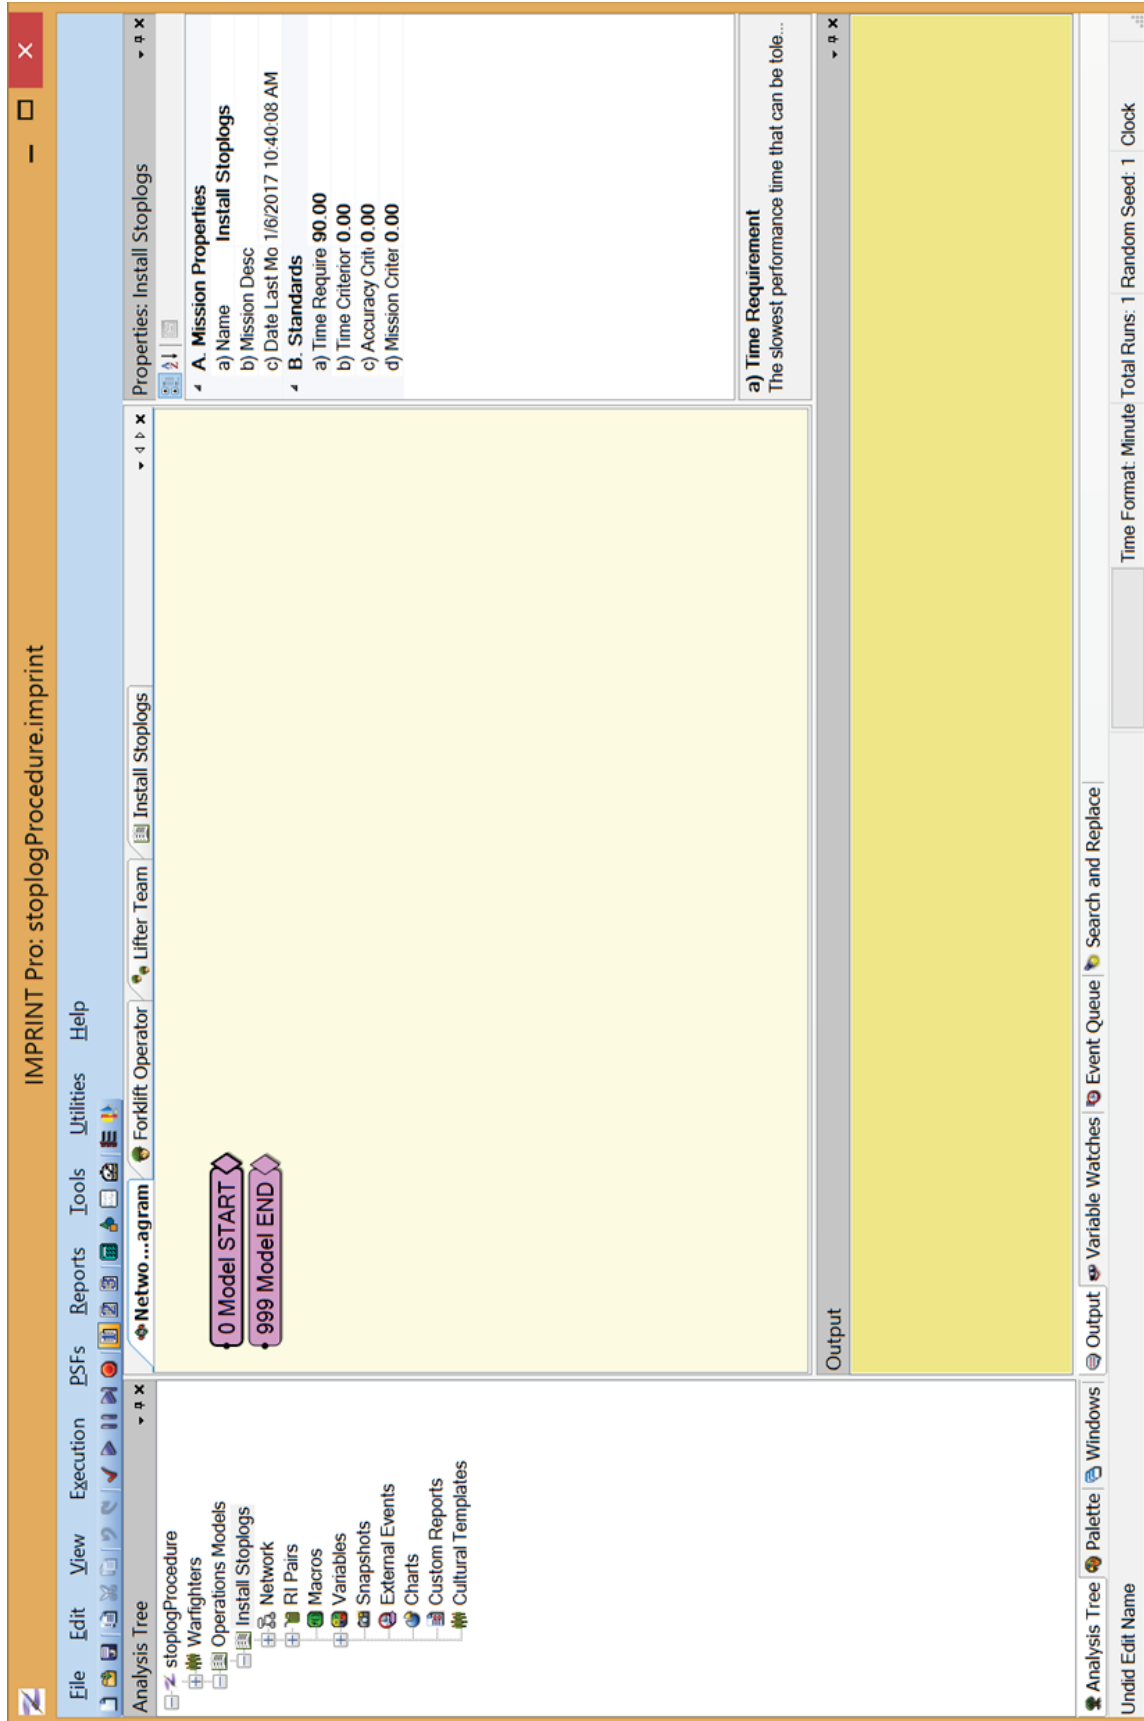 IMPRINT Pro: stoplogProcedure.imprint
File Edit View Execution PSFs Reports Tools Utilities Help
Analysis Tree
stoplogProcedure
Warfighters
Operations Models
Install Stoplogs
Network
RI Pairs
Macros
Variables
Snapshots
External Events
Charts
Custom Reports
Cultural Templates
Netwo...agram Forklift Operator Lifter Team Install Stoplogs
0 Model START
999 Model END
Properties: Install Stoplogs
A. Mission Properties
a) Name Install Stoplogs
b) Mission Desc
c) Date Last Mo 1/6/2017 10:40:08 AM
B. Standards
a) Time Require 90.00
b) Time Criterior 0.00
c) Accuracy Crit 0.00
d) Mission Criter 0.00
a) Time Requirement
The slowest performance time that can be tole...
Output
Analysis Tree Palette Windows Output Variable Watches Event Queue Search and Replace
Undid Edit Name Time Format: Minute Total Runs: 1 Random Seed: 1 Clock